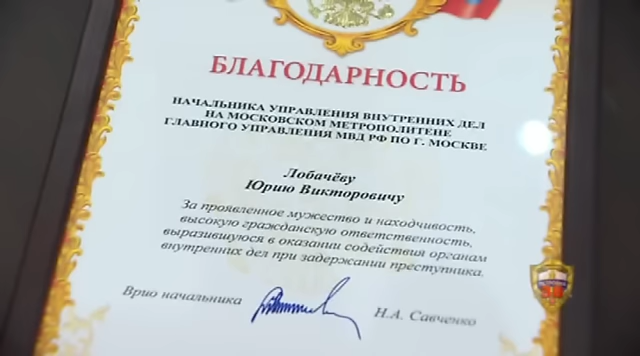 БЛАГОДАРНОСТЬ
НАЧАЛЬНИКА УПРАВЛЕНИЯ ВНУТРЕННИХ ДЕЛ
НА МОСКОВСКОМ МЕТРОПОЛИТЕНЕ
ГЛАВНОГО УПРАВЛЕНИЯ МВД РФ ПО Г. МОСКВЕ
Лобачёву
Юрию Викторовичу
За проявленное мужество и находчивость,
высокую гражданскую ответственность,
выразившуюся в оказании содействия органам
внутренних дел при задержании преступника.
Врио начальника
Н.А. Савченко